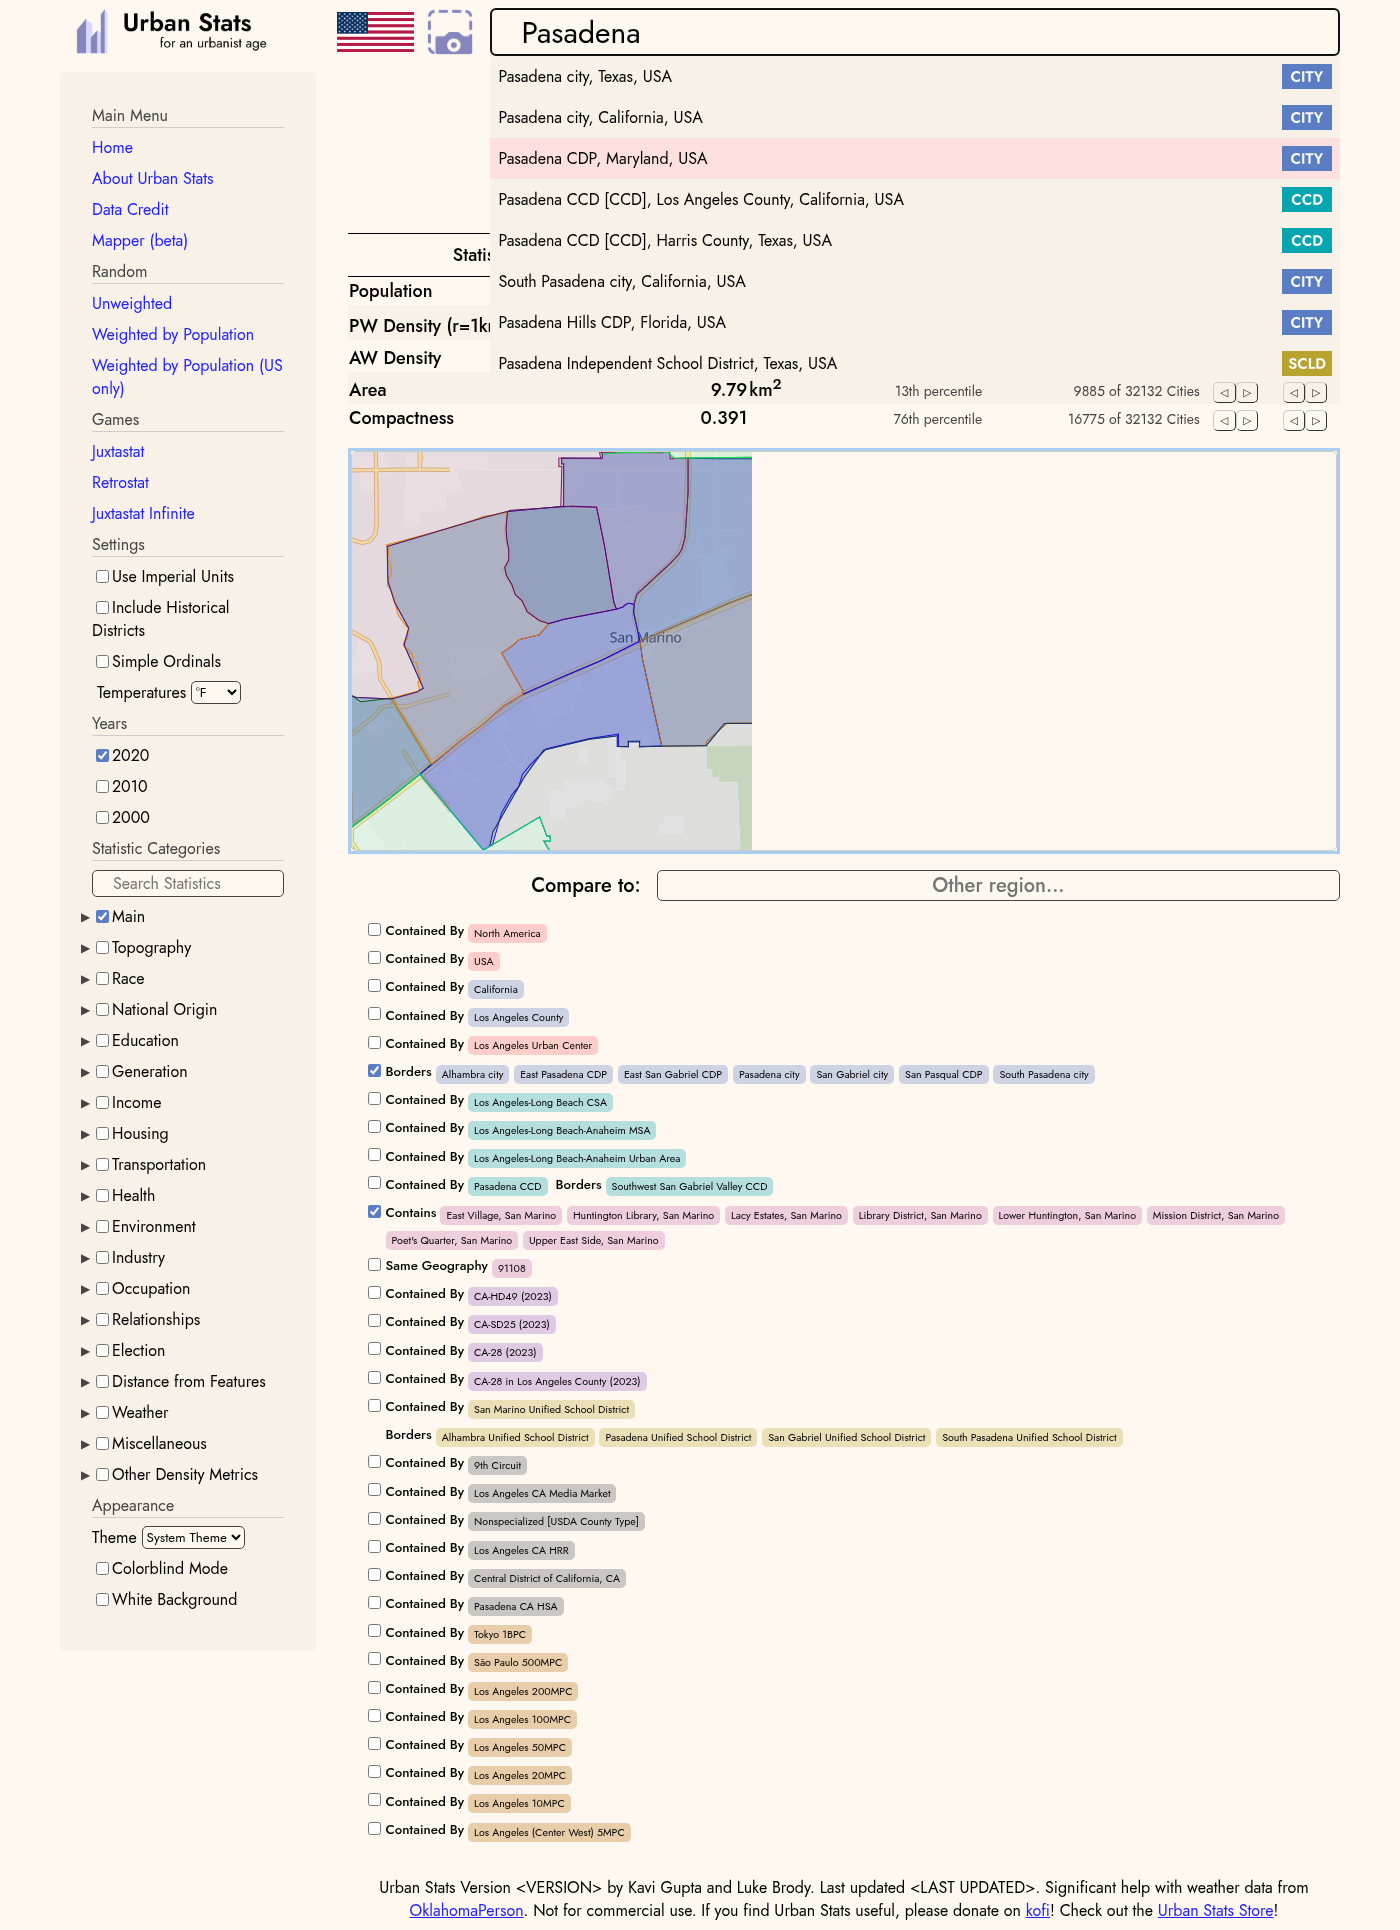 Urban Stats
for an urbanist age
Pasadena
Pasadena city, Texas, USA CITY
Pasadena city, California, USA CITY
Pasadena CDP, Maryland, USA CITY
Pasadena CCD [CCD], Los Angeles County, California, USA CCD
Pasadena CCD [CCD], Harris County, Texas, USA CCD
South Pasadena city, California, USA CITY
Pasadena Hills CDP, Florida, USA CITY
Pasadena Independent School District, Texas, USA SCLD
Main Menu
Home
About Urban Stats
Data Credit
Mapper (beta)
Random
Unweighted
Weighted by Population
Weighted by Population (US
only)
Games
Juxtastat
Retrostat
Juxtastat Infinite
Settings
Use Imperial Units
Include Historical
Districts
Simple Ordinals
Temperatures °F
Years
2020
2010
2000
Statistic Categories
Search Statistics
Main
Topography
Race
National Origin
Education
Generation
Income
Housing
Transportation
Health
Environment
Industry
Occupation
Relationships
Election
Distance from Features
Weather
Miscellaneous
Other Density Metrics
Appearance
Theme System Theme
Colorblind Mode
White Background
Statis
Population
PW Density (r=1k
AW Density
Area 9.79 km² 13th percentile 9885 of 32132 Cities
Compactness 0.391 76th percentile 16775 of 32132 Cities
San Marino
Compare to: Other region...
Contained By North America
Contained By USA
Contained By California
Contained By Los Angeles County
Contained By Los Angeles Urban Center
Borders Alhambra city East Pasadena CDP East San Gabriel CDP Pasadena city San Gabriel city San Pasqual CDP South Pasadena city
Contained By Los Angeles-Long Beach CSA
Contained By Los Angeles-Long Beach-Anaheim MSA
Contained By Los Angeles-Long Beach-Anaheim Urban Area
Contained By Pasadena CCD Borders Southwest San Gabriel Valley CCD
Contains East Village, San Marino Huntington Library, San Marino Lacy Estates, San Marino Library District, San Marino Lower Huntington, San Marino Mission District, San Marino
Poet's Quarter, San Marino Upper East Side, San Marino
Same Geography 91108
Contained By CA-HD49 (2023)
Contained By CA-SD25 (2023)
Contained By CA-28 (2023)
Contained By CA-28 in Los Angeles County (2023)
Contained By San Marino Unified School District
Borders Alhambra Unified School District Pasadena Unified School District San Gabriel Unified School District South Pasadena Unified School District
Contained By 9th Circuit
Contained By Los Angeles CA Media Market
Contained By Nonspecialized [USDA County Type]
Contained By Los Angeles CA HRR
Contained By Central District of California, CA
Contained By Pasadena CA HSA
Contained By Tokyo 1BPC
Contained By São Paulo 500MPC
Contained By Los Angeles 200MPC
Contained By Los Angeles 100MPC
Contained By Los Angeles 50MPC
Contained By Los Angeles 20MPC
Contained By Los Angeles 10MPC
Contained By Los Angeles (Center West) 5MPC
Urban Stats Version <VERSION> by Kavi Gupta and Luke Brody. Last updated <LAST UPDATED>. Significant help with weather data from
OklahomaPerson. Not for commercial use. If you find Urban Stats useful, please donate on kofi! Check out the Urban Stats Store!